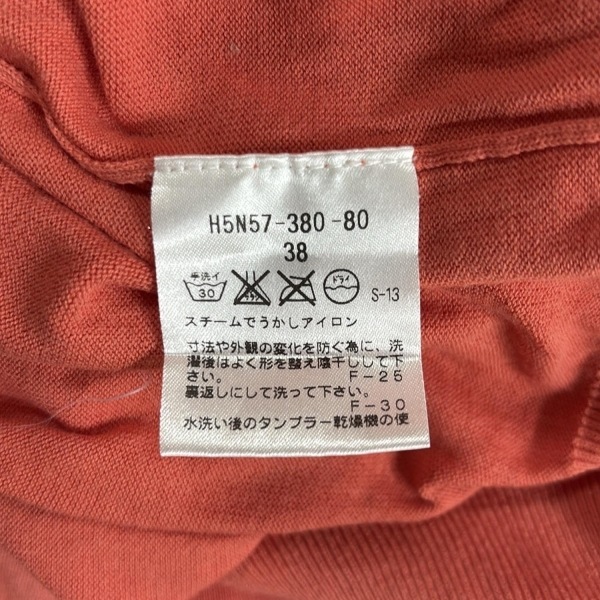 H5N57-380-80
38
手洗イ 30 ドライ S-13
スチームでうかしアイロン
寸法や外観の変化を防ぐ為に、洗
濯後はよく形を整え陰干しして下
さい。 F-25
裏返しにして洗って下さい。
F-30
水洗い後のタンブラー乾燥機の使